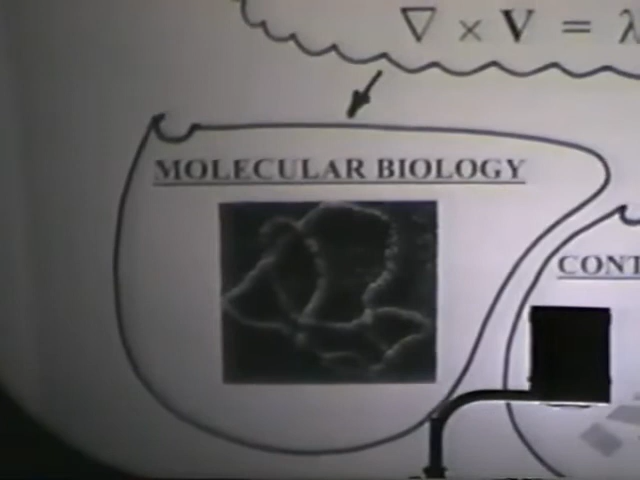 ∇ × V = λ
MOLECULAR BIOLOGY
CONT